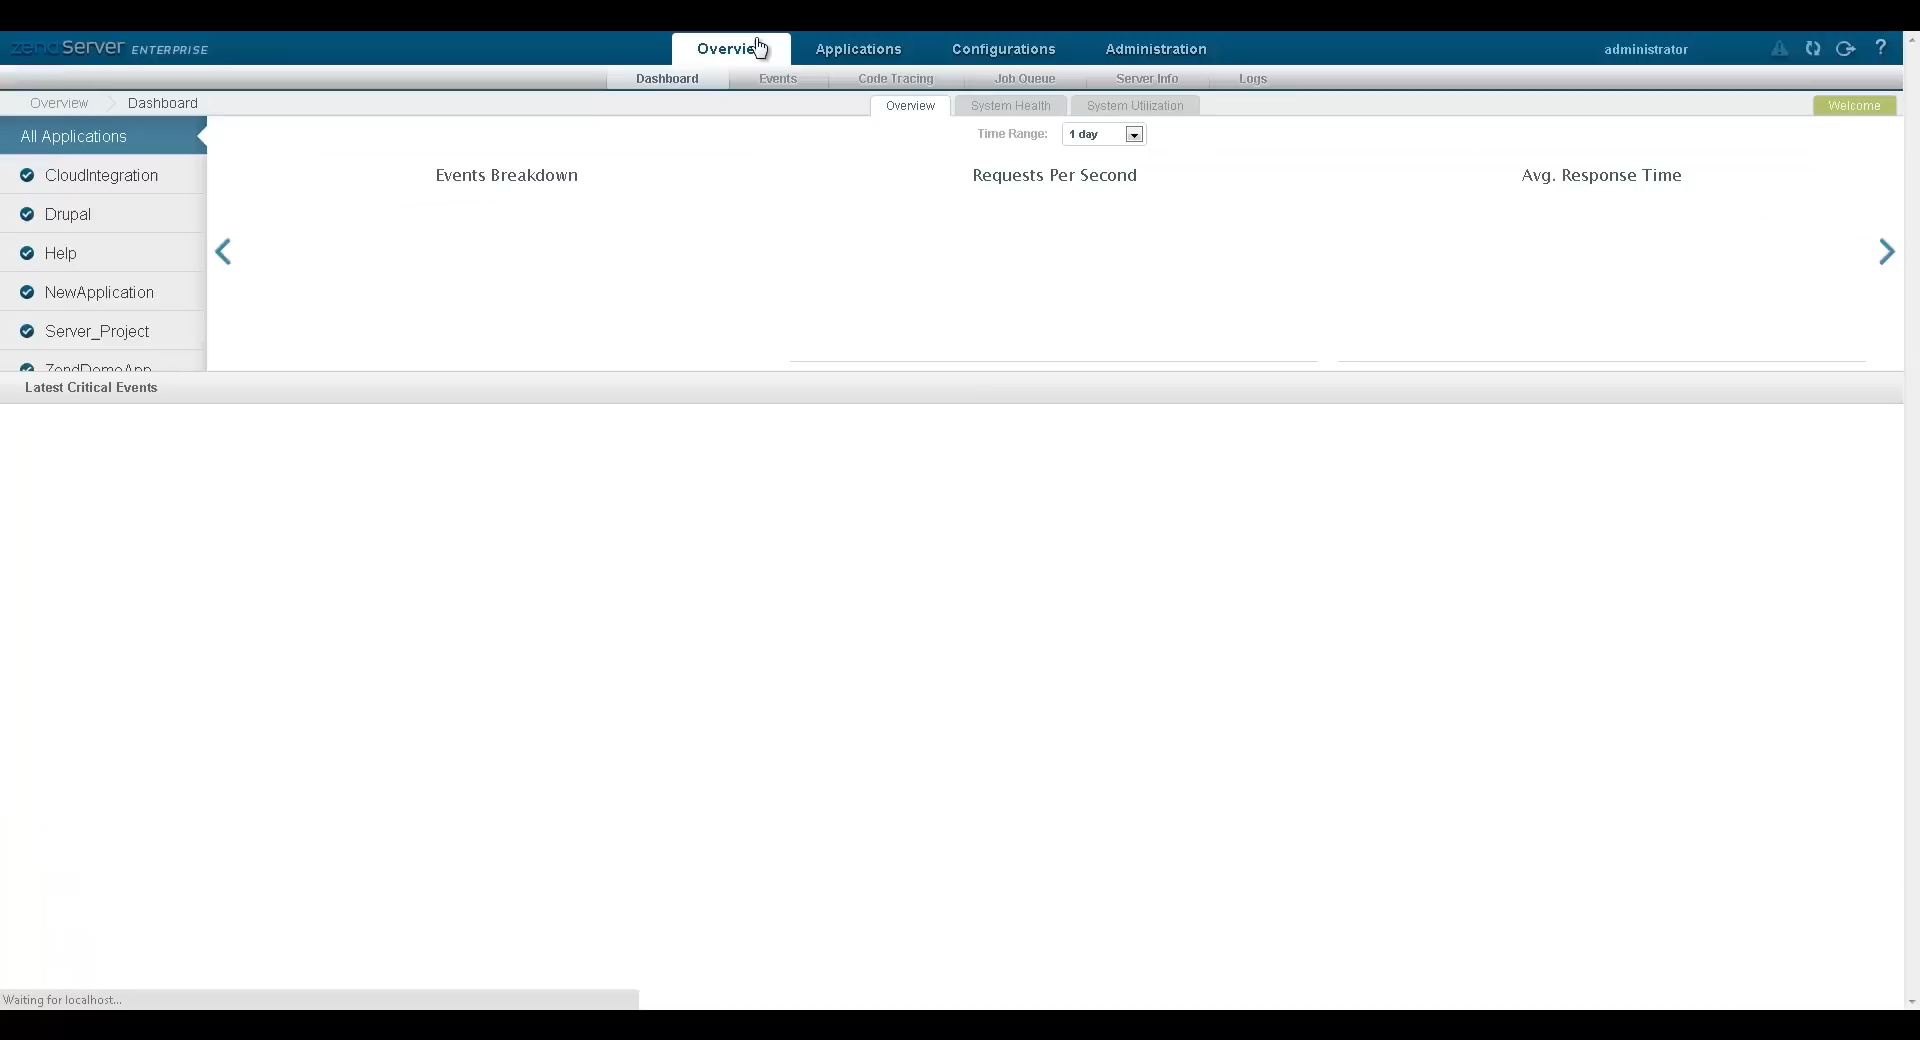 zendServer ENTERPRISE
Overview Applications Configurations Administration
administrator ?
Dashboard Events Code Tracing Job Queue Server Info Logs
Overview Dashboard
Overview System Health System Utilization
Welcome
All Applications
Time Range: 1 day
CloudIntegration
Drupal
Help
NewApplication
Server_Project
ZendDemoApp
Events Breakdown
Requests Per Second
Avg. Response Time
Latest Critical Events
Waiting for localhost...